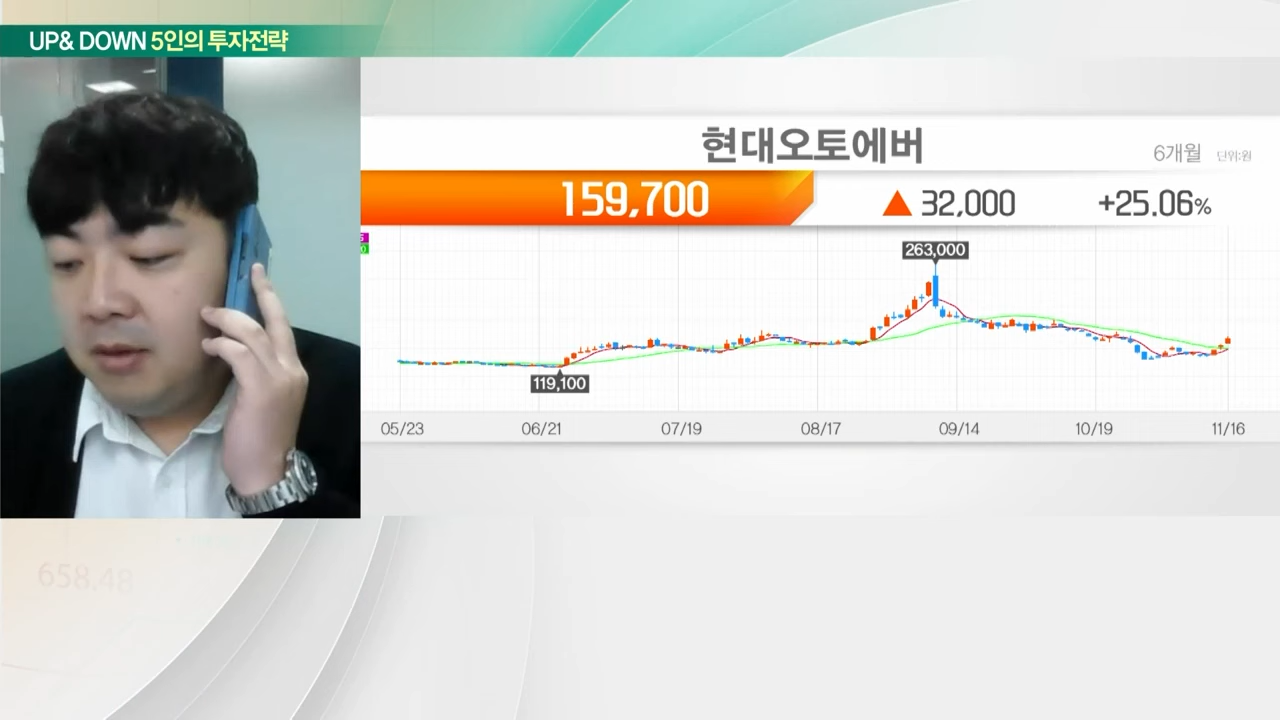 UP& DOWN 5인의 투자전략
현대오토에버
6개월 단위:원
159,700 ▲ 32,000 +25.06%
263,000
119,100
05/23 06/21 07/19 08/17 09/14 10/19 11/16
658.48